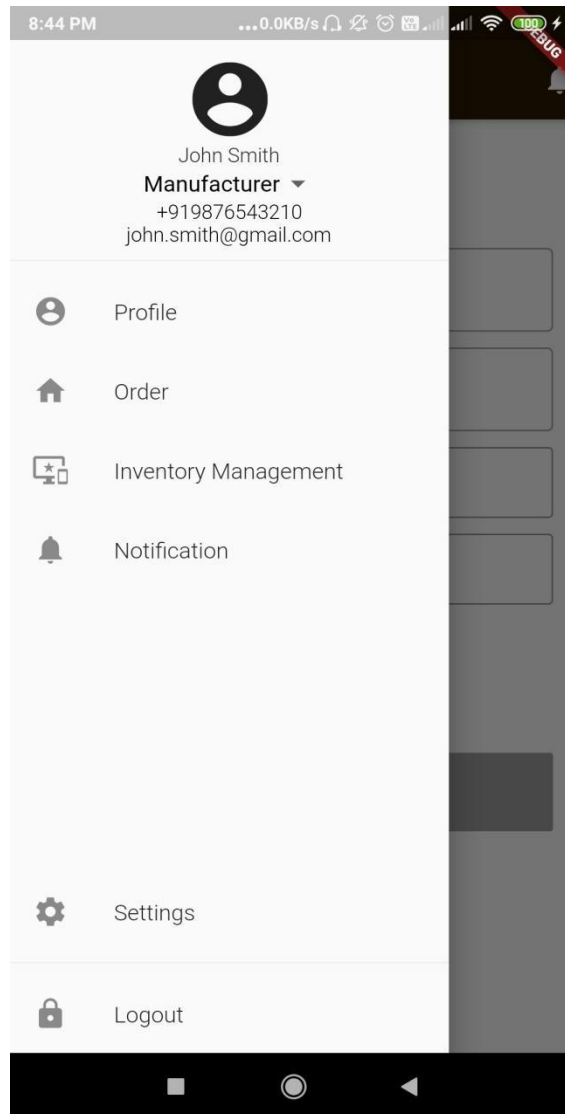 8:44 PM ...0.0KB/s 100
John Smith
Manufacturer
+919876543210
john.smith@gmail.com
Profile
Order
Inventory Management
Notification
Settings
Logout